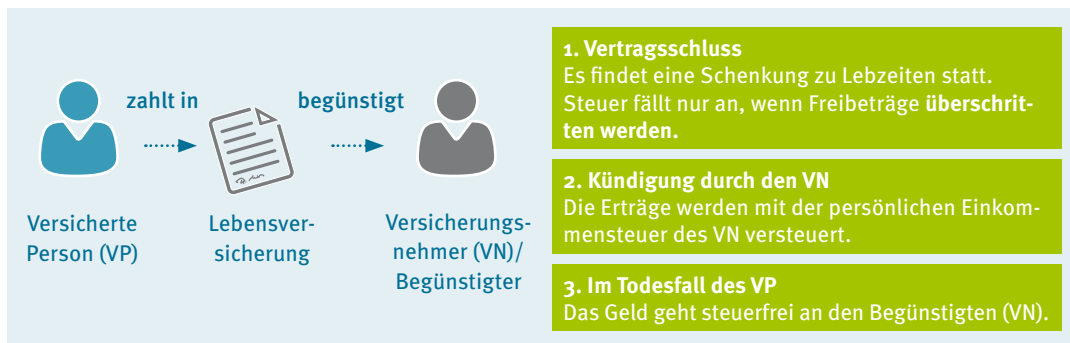 zahlt in
begünstigt
Versicherte
Person (VP)
Lebensver-
sicherung
Versicherungs-
nehmer (VN)/
Begünstigter
1. Vertragsschluss
Es findet eine Schenkung zu Lebzeiten statt.
Steuer fällt nur an, wenn Freibeträge überschrit-
ten werden.
2. Kündigung durch den VN
Die Erträge werden mit der persönlichen Einkom-
mensteuer des VN versteuert.
3. Im Todesfall des VP
Das Geld geht steuerfrei an den Begünstigten (VN).